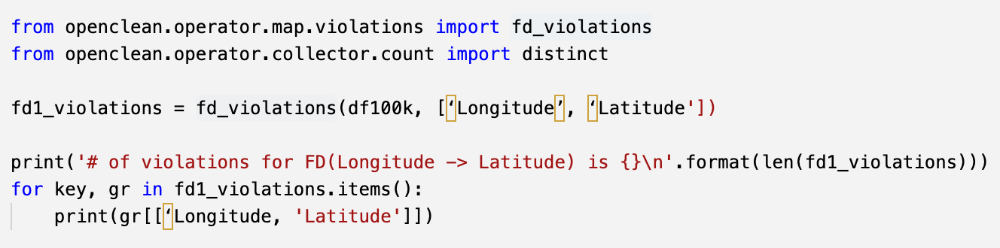 from openclean.operator.map.violations import fd_violations
from openclean.operator.collector.count import distinct
fd1_violations = fd_violations(df100k, [‘Longitude’, ‘Latitude'])
print('# of violations for FD(Longitude -> Latitude) is {}\n'.format(len(fd1_violations)))
for key, gr in fd1_violations.items():
    print(gr[[‘Longitude, 'Latitude']])